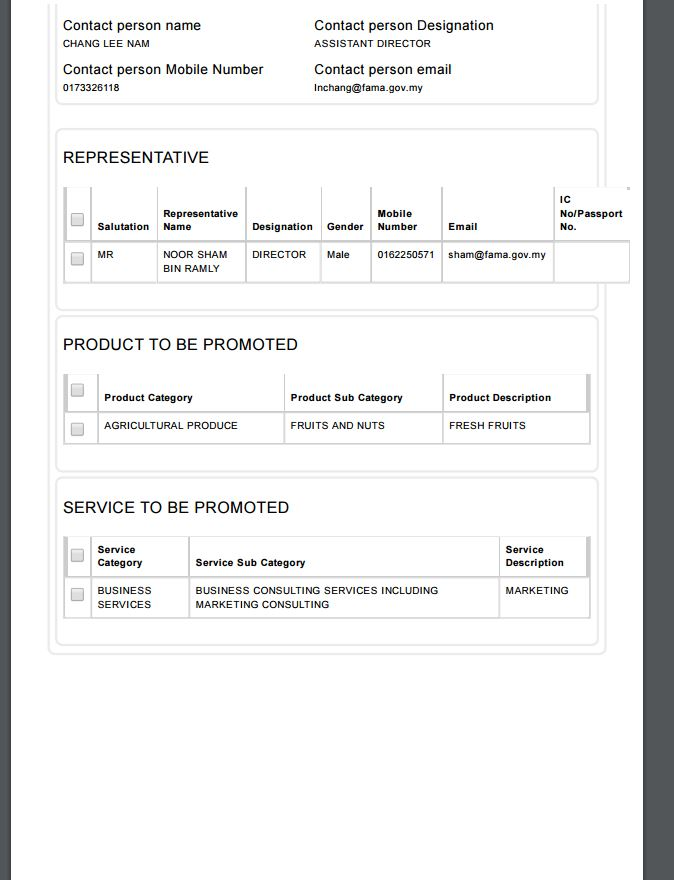 Contact person name Contact person Designation
CHANG LEE NAM ASSISTANT DIRECTOR
Contact person Mobile Number Contact person email
0173326118 lnchang@fama.gov.my
REPRESENTATIVE
Salutation Representative Name Designation Gender Mobile Number Email IC No/Passport No.
MR NOOR SHAM BIN RAMLY DIRECTOR Male 0162250571 sham@fama.gov.my
PRODUCT TO BE PROMOTED
Product Category Product Sub Category Product Description
AGRICULTURAL PRODUCE FRUITS AND NUTS FRESH FRUITS
SERVICE TO BE PROMOTED
Service Category Service Sub Category Service Description
BUSINESS SERVICES BUSINESS CONSULTING SERVICES INCLUDING MARKETING CONSULTING MARKETING